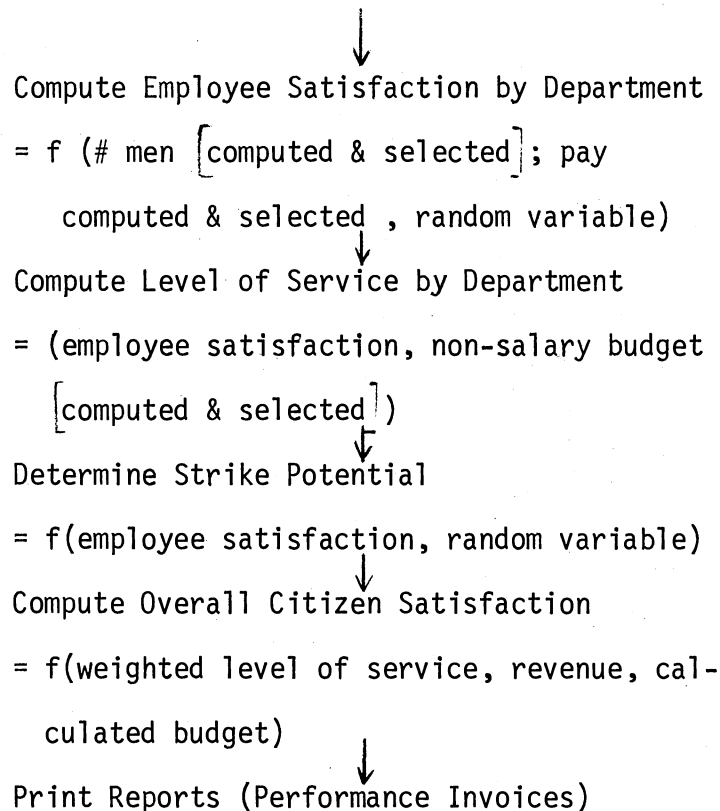 Compute Employee Satisfaction by Department
= f (# men [computed & selected]; pay
computed & selected , random variable)
Compute Level of Service by Department
= (employee satisfaction, non-salary budget
[computed & selected])
Determine Strike Potential
= f(employee satisfaction, random variable)
Compute Overall Citizen Satisfaction
= f(weighted level of service, revenue, cal-
culated budget)
Print Reports (Performance Invoices)